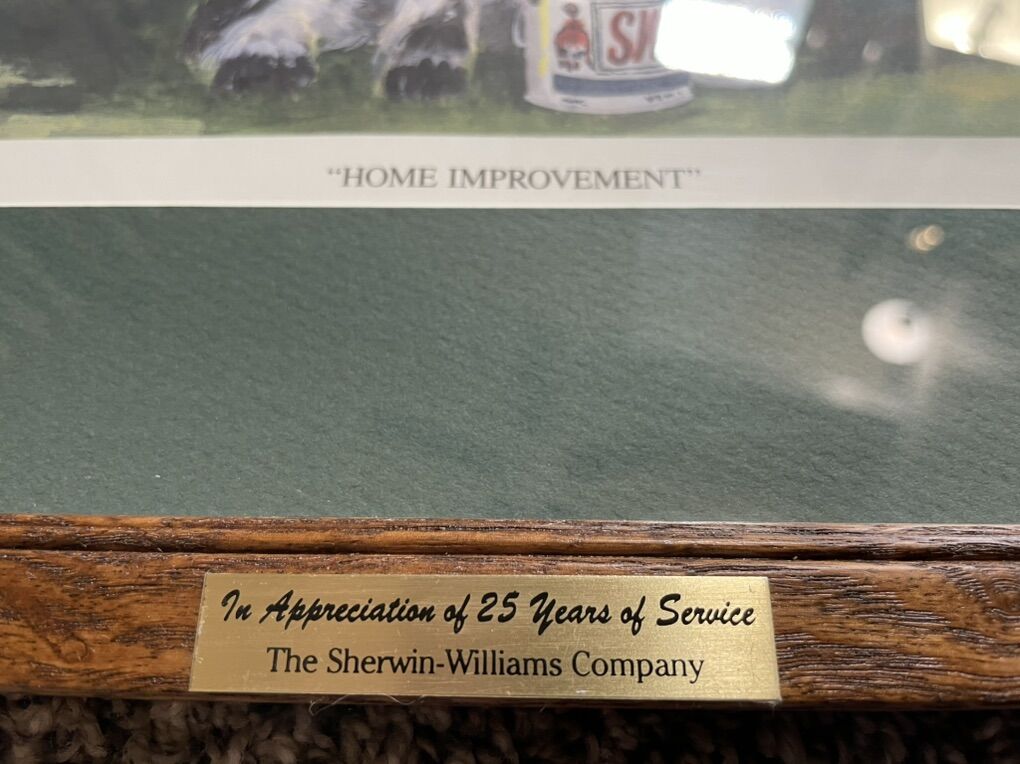 "HOME IMPROVEMENT"
In Appreciation of 25 Years of Service
The Sherwin-Williams Company